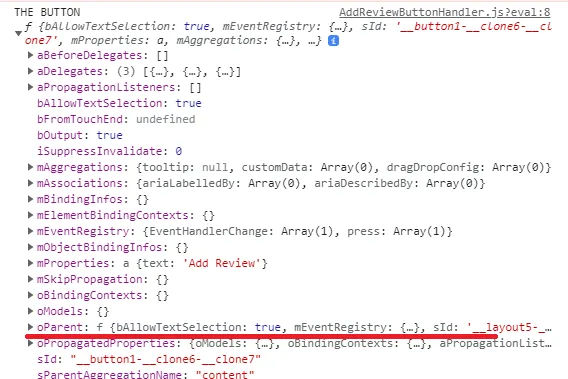 THE BUTTON AddReviewButtonHandler.js?eval:8
f {bAllowTextSelection: true, mEventRegistry: {…}, sId: '__button1-__clone6-__cl
one7', mProperties: a, mAggregations: {…}, …} i
aBeforeDelegates: []
aDelegates: (3) [{…}, {…}, {…}]
aPropagationListeners: []
bAllowTextSelection: true
bFromTouchEnd: undefined
bOutput: true
iSuppressInvalidate: 0
mAggregations: {tooltip: null, customData: Array(0), dragDropConfig: Array(0)}
mAssociations: {ariaLabelledBy: Array(0), ariaDescribedBy: Array(0)}
mBindingInfos: {}
mElementBindingContexts: {}
mEventRegistry: {EventHandlerChange: Array(1), press: Array(1)}
mObjectBindingInfos: {}
mProperties: a {text: 'Add Review'}
mSkipPropagation: {}
oBindingContexts: {}
oModels: {}
oParent: f {bAllowTextSelection: true, mEventRegistry: {…}, sId: '__layout5-_…
oPropagatedProperties: {oModels: {…}, oBindingContexts: {…}, aPropagationList…
sId: "__button1-__clone6-__clone7"
sParentAggregationName: "content"